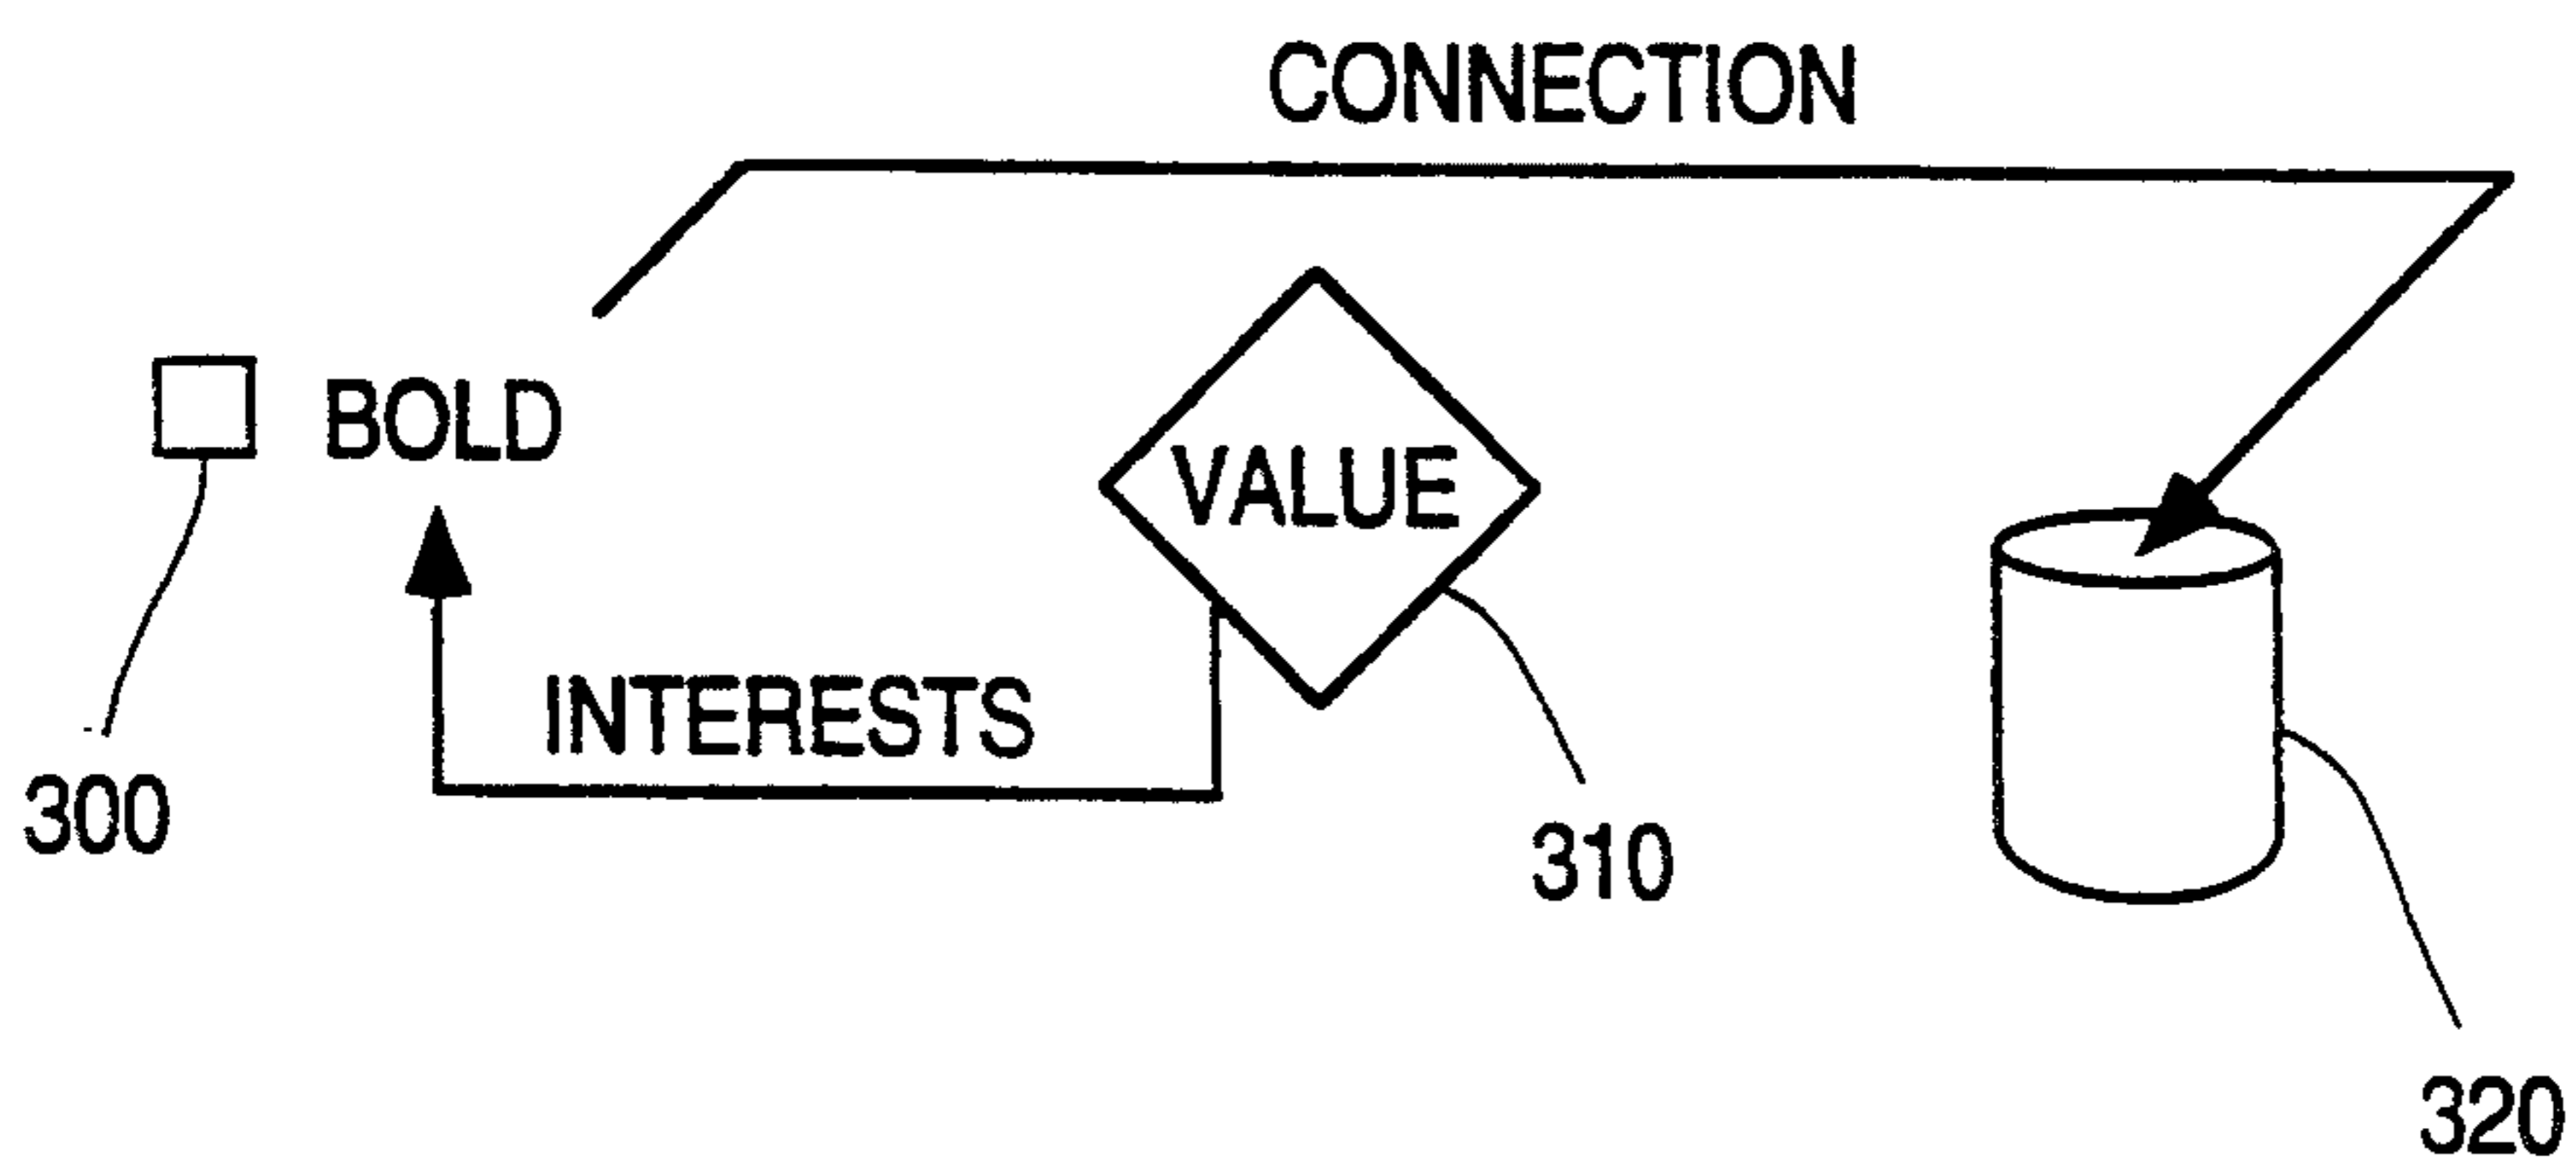 CONNECTION
BOLD
VALUE
INTERESTS
300
310
320